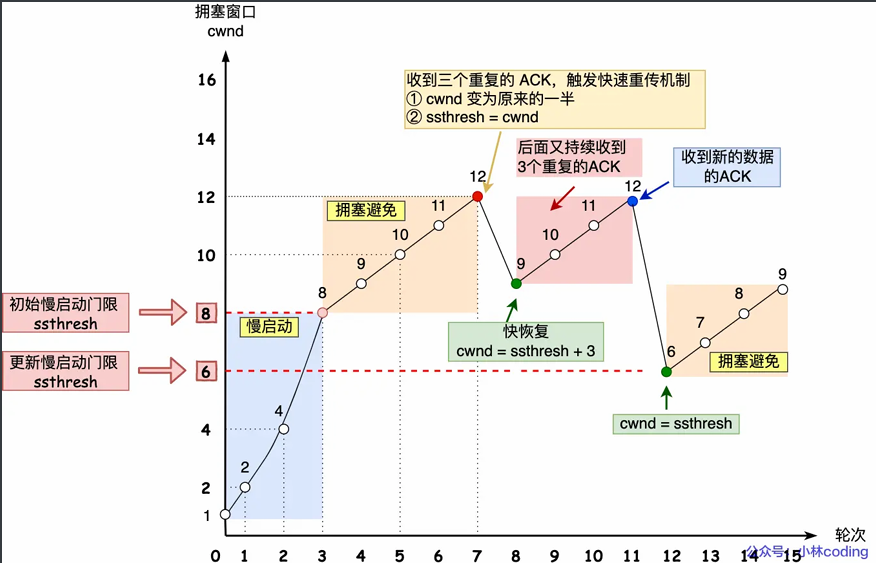 拥塞窗口
cwnd
16
14
12
10
8
6
4
2
1
收到三个重复的 ACK，触发快速重传机制
① cwnd 变为原来的一半
② ssthresh = cwnd
后面又持续收到
3个重复的ACK
收到新的数据
的ACK
拥塞避免
慢启动
初始慢启动门限
ssthresh
更新慢启动门限
ssthresh
2
4
8
9
10
11
12
9
10
11
12
6
7
8
9
快恢复
cwnd = ssthresh + 3
拥塞避免
cwnd = ssthresh
0
1
2
3
4
5
6
7
8
9
10
11
12
13
14
15
轮次
公众号：小林coding